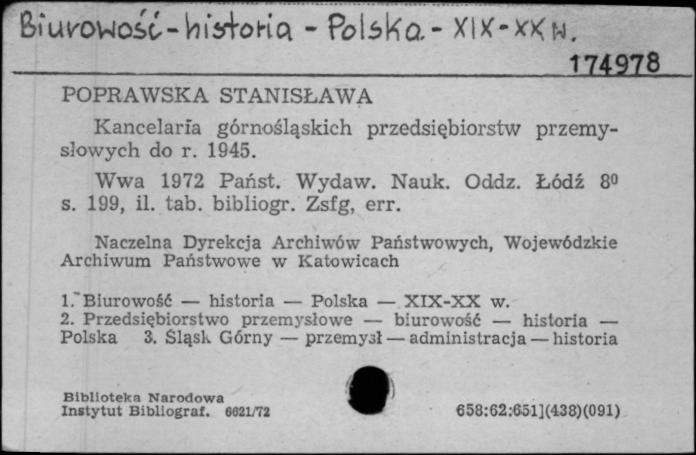 Biurowość - historia - Polska - XIX-XX w.
174978
POPRAWSKA STANISŁAWA
Kancelaria górnośląskich przedsiębiorstw przemy-
słowych do r. 1945.
Wwa 1972 Państ. Wydaw. Nauk. Oddz. Łódź 8⁰
s. 199, il. tab. bibliogr. Zsfg, err.
Naczelna Dyrekcja Archiwów Państwowych, Wojewódzkie
Archiwum Państwowe w Katowicach
1. Biurowość — historia — Polska — XIX-XX w.
2. Przedsiębiorstwo przemysłowe — biurowość — historia —
Polska 3. Śląsk Górny — przemysł — administracja — historia
Biblioteka Narodowa
Instytut Bibliograf. 6621/72 658:62:651](438)(091)